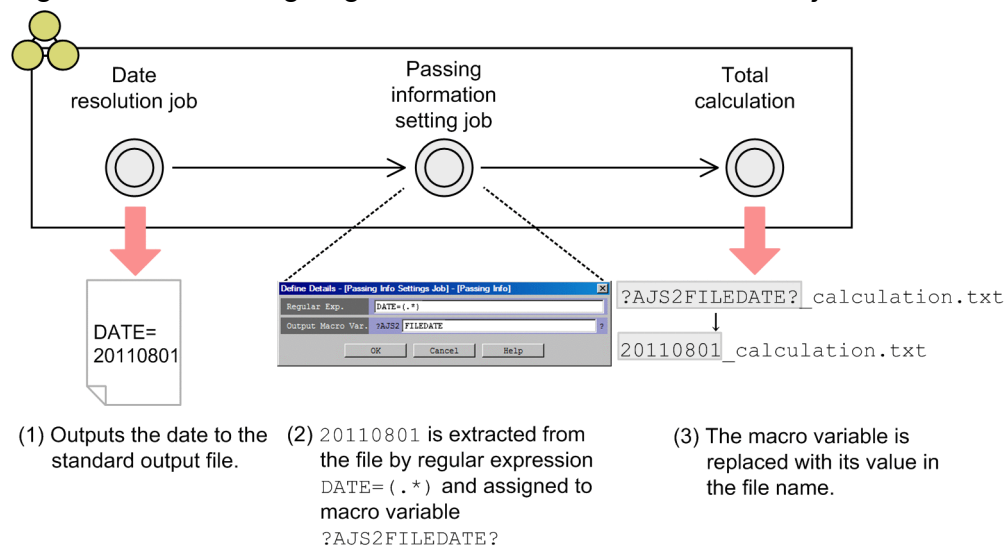 Date
resolution job
Passing
information
setting job
Total
calculation
DATE=
20110801
Define Details - [Passing Info Settings Job] - [Passing Info]
Regular Exp. DATE=(.*)
Output Macro Var. ?AJS2 FILEDATE ?
OK Cancel Help
?AJS2FILEDATE?_calculation.txt
↓
20110801_calculation.txt
(1) Outputs the date to the
standard output file.
(2) 20110801 is extracted from
the file by regular expression
DATE=(.*) and assigned to
macro variable
?AJS2FILEDATE?
(3) The macro variable is
replaced with its value in
the file name.